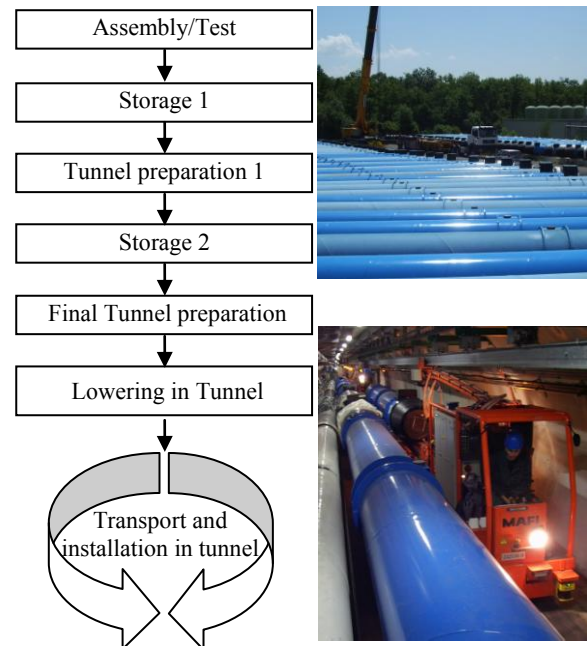 Assembly/Test
Storage 1
Tunnel preparation 1
Storage 2
Final Tunnel preparation
Lowering in Tunnel
Transport and
installation in tunnel
MAFI